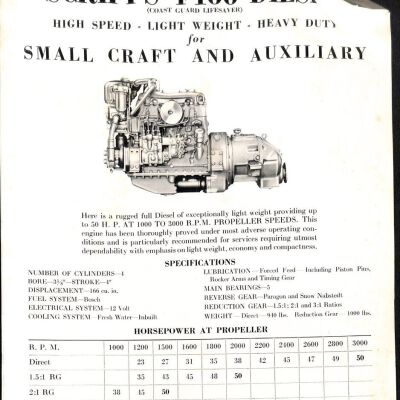 (COAST GUARD LIFESAVER)
HIGH SPEED - LIGHT WEIGHT - HEAVY DUTY
for
SMALL CRAFT AND AUXILIARY
Here is a rugged full Diesel of exceptionally light weight providing up
to 50 H. P. AT 1000 TO 3000 R.P.M. PROPELLER SPEEDS. This
engine has been thoroughly proved under most adverse operating con-
ditions and is particularly recommended for services requiring utmost
dependability with emphasis on light weight, economy and compactness.
SPECIFICATIONS
NUMBER OF CYLINDERS—4
BORE—3½"—STROKE—4"
DISPLACEMENT—166 cu. in.
FUEL SYSTEM—Bosch
ELECTRICAL SYSTEM—12 Volt
COOLING SYSTEM—Fresh Water—Inbuilt
LUBRICATION—Forced Feed—Including Piston Pins,
Rocker Arms and Timing Gear
MAIN BEARINGS—5
REVERSE GEAR—Paragon and Snow Nabstedt
REDUCTION GEAR—1.5:1; 2:1 and 3:1 Ratios
WEIGHT—Direct—940 lbs. Reduction Gear—1000 lbs.
HORSEPOWER AT PROPELLER
R. P. M. 1000 1200 1500 1600 1800 2000 2200 2400 2600 2800 3000
Direct 23 27 31 35 38 42 45 47 49 50
1.5:1 RG 35 43 45 48 50
2:1 RG 38 45 50